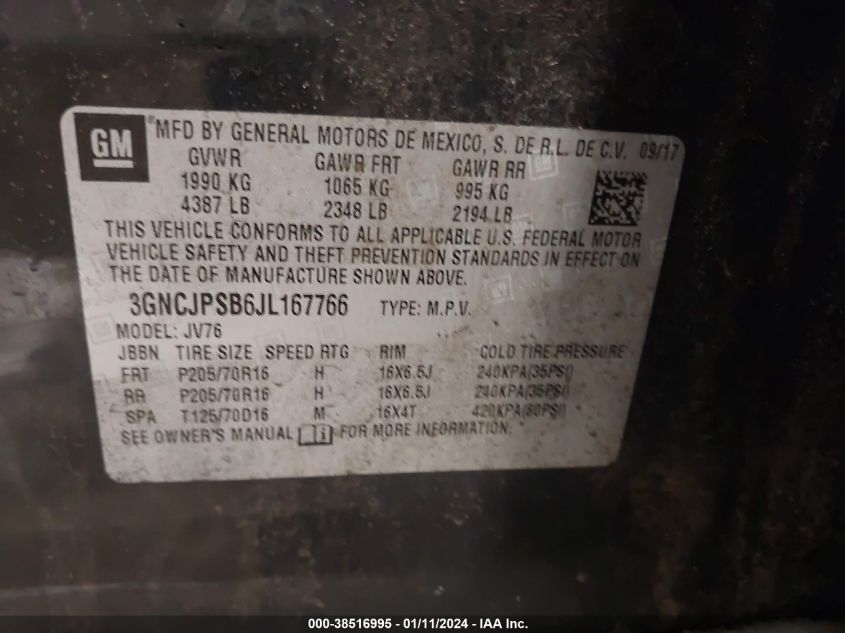 GM
®MFD BY GENERAL MOTORS DE MEXICO, S. DE R.L. DE C.V. 09/17
GVWR GAWR FRT GAWR RR
1990 KG 1065 KG 995 KG
4387 LB 2348 LB 2194 LB
THIS VEHICLE CONFORMS TO ALL APPLICABLE U.S. FEDERAL MOTOR
VEHICLE SAFETY AND THEFT PREVENTION STANDARDS IN EFFECT ON
THE DATE OF MANUFACTURE SHOWN ABOVE.
3GNCJPSB6JL167766 TYPE: M.P.V.
MODEL: JV76
JBBN TIRE SIZE SPEED RTG RIM COLD TIRE PRESSURE
FRT P205/70R16 H 16X6.5J 240KPA(35PSI)
RR P205/70R16 H 16X6.5J 240KPA(35PSI)
SPA T125/70D16 M 16X4T 420KPA(60PSI)
SEE OWNER'S MANUAL FOR MORE INFORMATION.
000-38516995 - 01/11/2024 - IAA Inc.